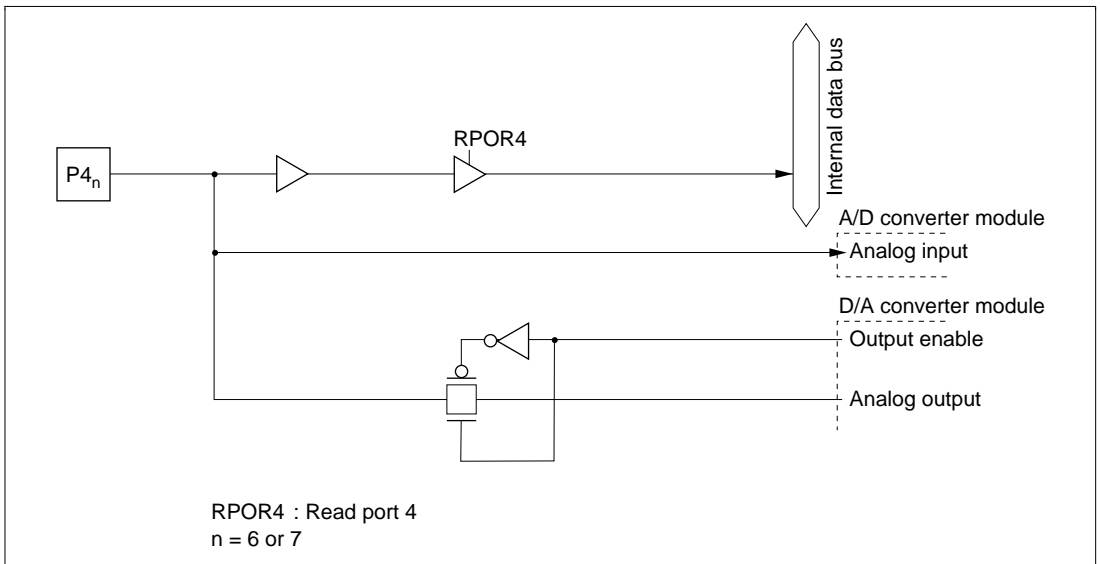 Internal data bus
RPOR4
P4n
A/D converter module
Analog input
D/A converter module
Output enable
Analog output
RPOR4 : Read port 4
n = 6 or 7